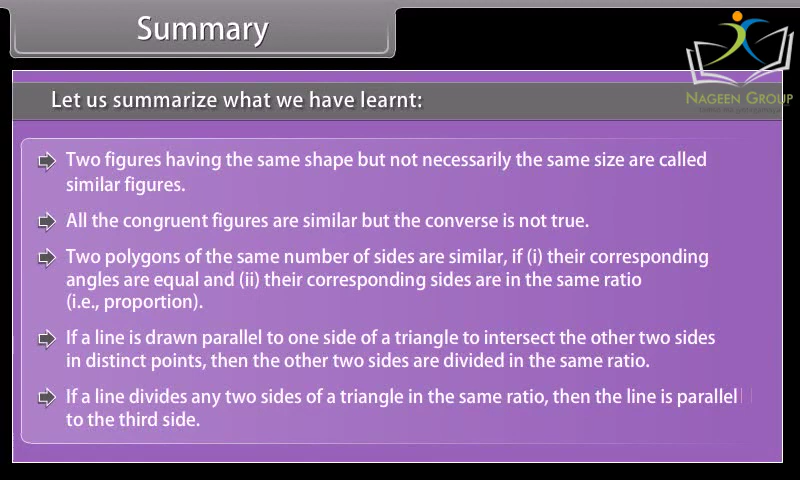 Summary
NAGEEN GROUP
Let us summarize what we have learnt:
Two figures having the same shape but not necessarily the same size are called
similar figures.
All the congruent figures are similar but the converse is not true.
Two polygons of the same number of sides are similar, if (i) their corresponding
angles are equal and (ii) their corresponding sides are in the same ratio
(i.e., proportion).
If a line is drawn parallel to one side of a triangle to intersect the other two sides
in distinct points, then the other two sides are divided in the same ratio.
If a line divides any two sides of a triangle in the same ratio, then the line is parallel
to the third side.